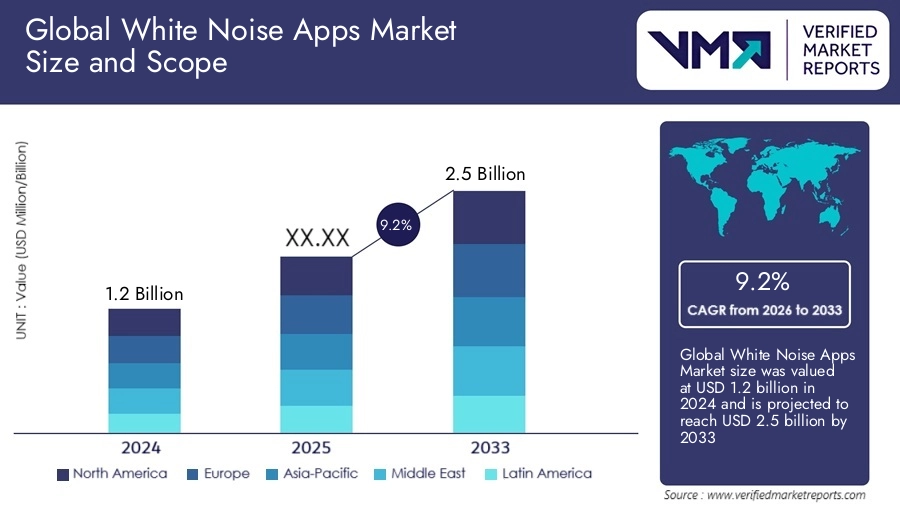 Global White Noise Apps Market
Size and Scope
VMR
VERIFIED
MARKET
REPORTS
UNIT : Value (USD Million/Billion)
1.2 Billion
XX.XX
9.2%
2.5 Billion
2024
2025
2033
North America
Europe
Asia-Pacific
Middle East
Latin America
9.2%
CAGR from 2026 to 2033
Global White Noise Apps
Market size was valued
at USD 1.2 billion in
2024 and is projected to
reach USD 2.5 billion by
2033
Source : www.verifiedmarketreports.com